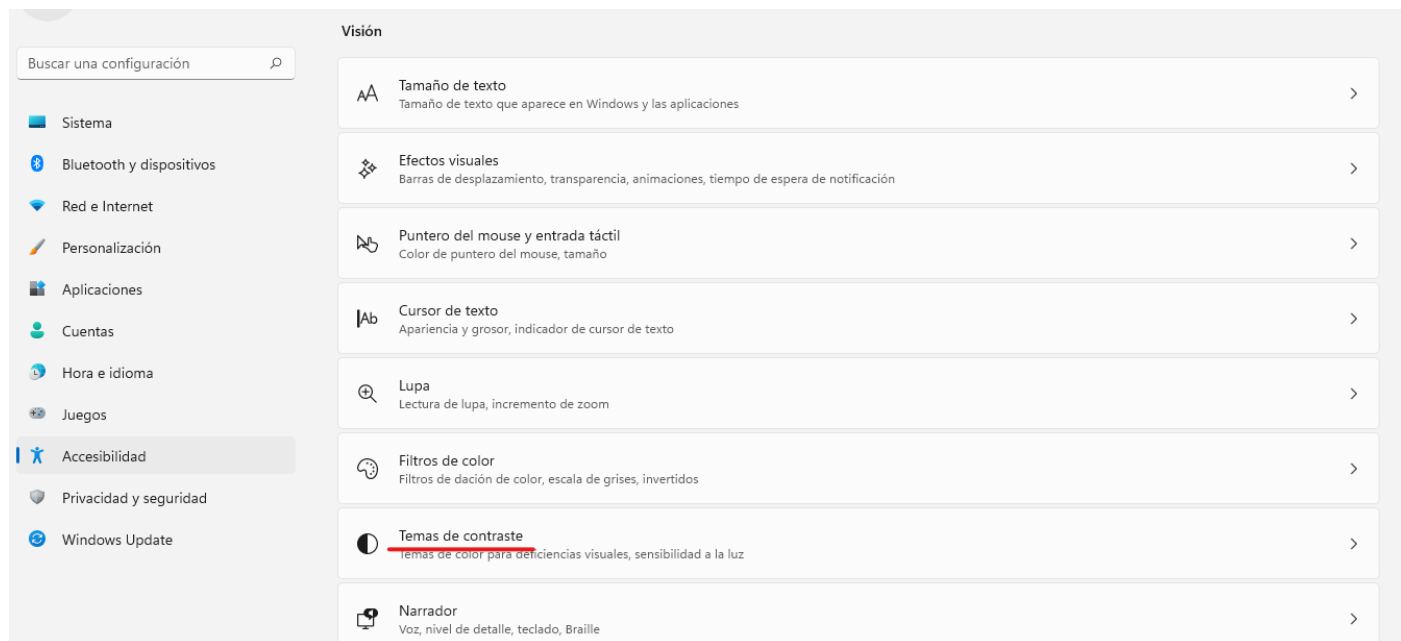 Visión
Buscar una configuración
Sistema
Bluetooth y dispositivos
Red e Internet
Personalización
Aplicaciones
Cuentas
Hora e idioma
Juegos
Accesibilidad
Privacidad y seguridad
Windows Update
AA
Tamaño de texto
Tamaño de texto que aparece en Windows y las aplicaciones
Efectos visuales
Barras de desplazamiento, transparencia, animaciones, tiempo de espera de notificación
Puntero del mouse y entrada táctil
Color de puntero del mouse, tamaño
Ab
Cursor de texto
Apariencia y grosor, indicador de cursor de texto
Lupa
Lectura de lupa, incremento de zoom
Filtros de color
Filtros de dación de color, escala de grises, invertidos
Temas de contraste
Temas de color para deficiencias visuales, sensibilidad a la luz
Narrador
Voz, nivel de detalle, teclado, Braille